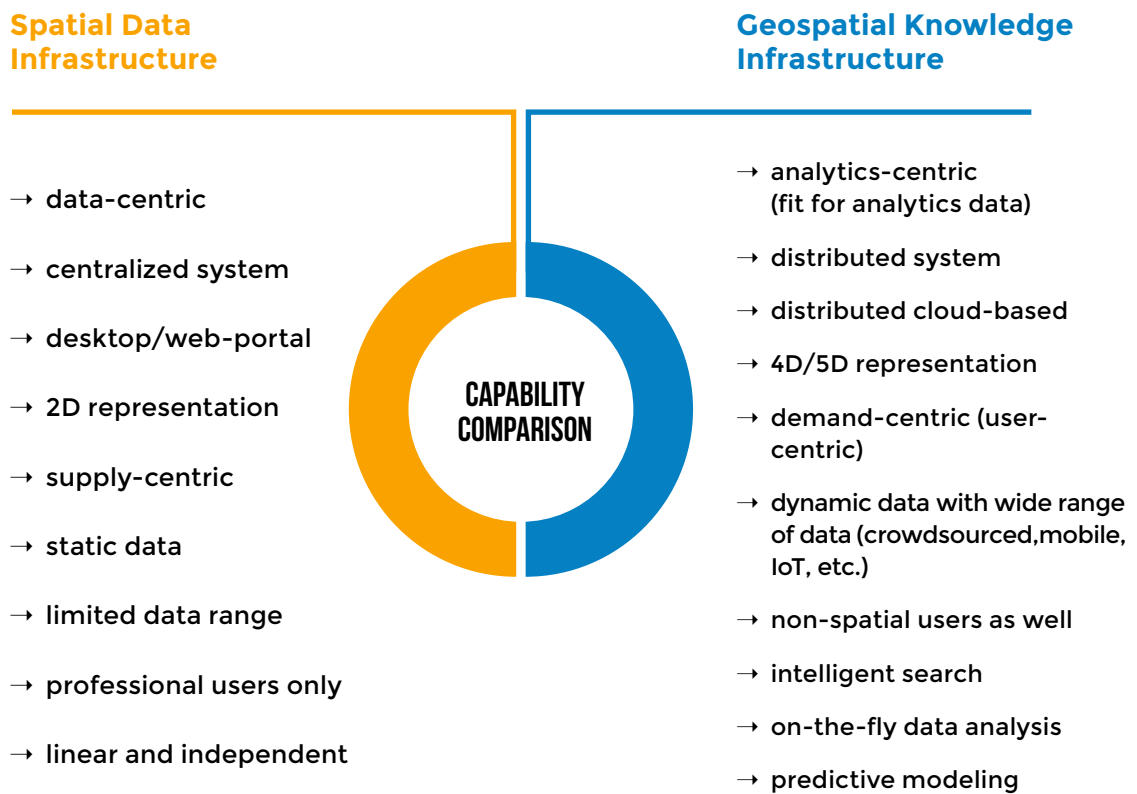 Spatial Data
Infrastructure
→ data-centric
→ centralized system
→ desktop/web-portal
→ 2D representation
→ supply-centric
→ static data
→ limited data range
→ professional users only
→ linear and independent
CAPABILITY
COMPARISON
Geospatial Knowledge
Infrastructure
→ analytics-centric
(fit for analytics data)
→ distributed system
→ distributed cloud-based
→ 4D/5D representation
→ demand-centric (user-
centric)
→ dynamic data with wide range
of data (crowdsourced,mobile,
IoT, etc.)
→ non-spatial users as well
→ intelligent search
→ on-the-fly data analysis
→ predictive modeling